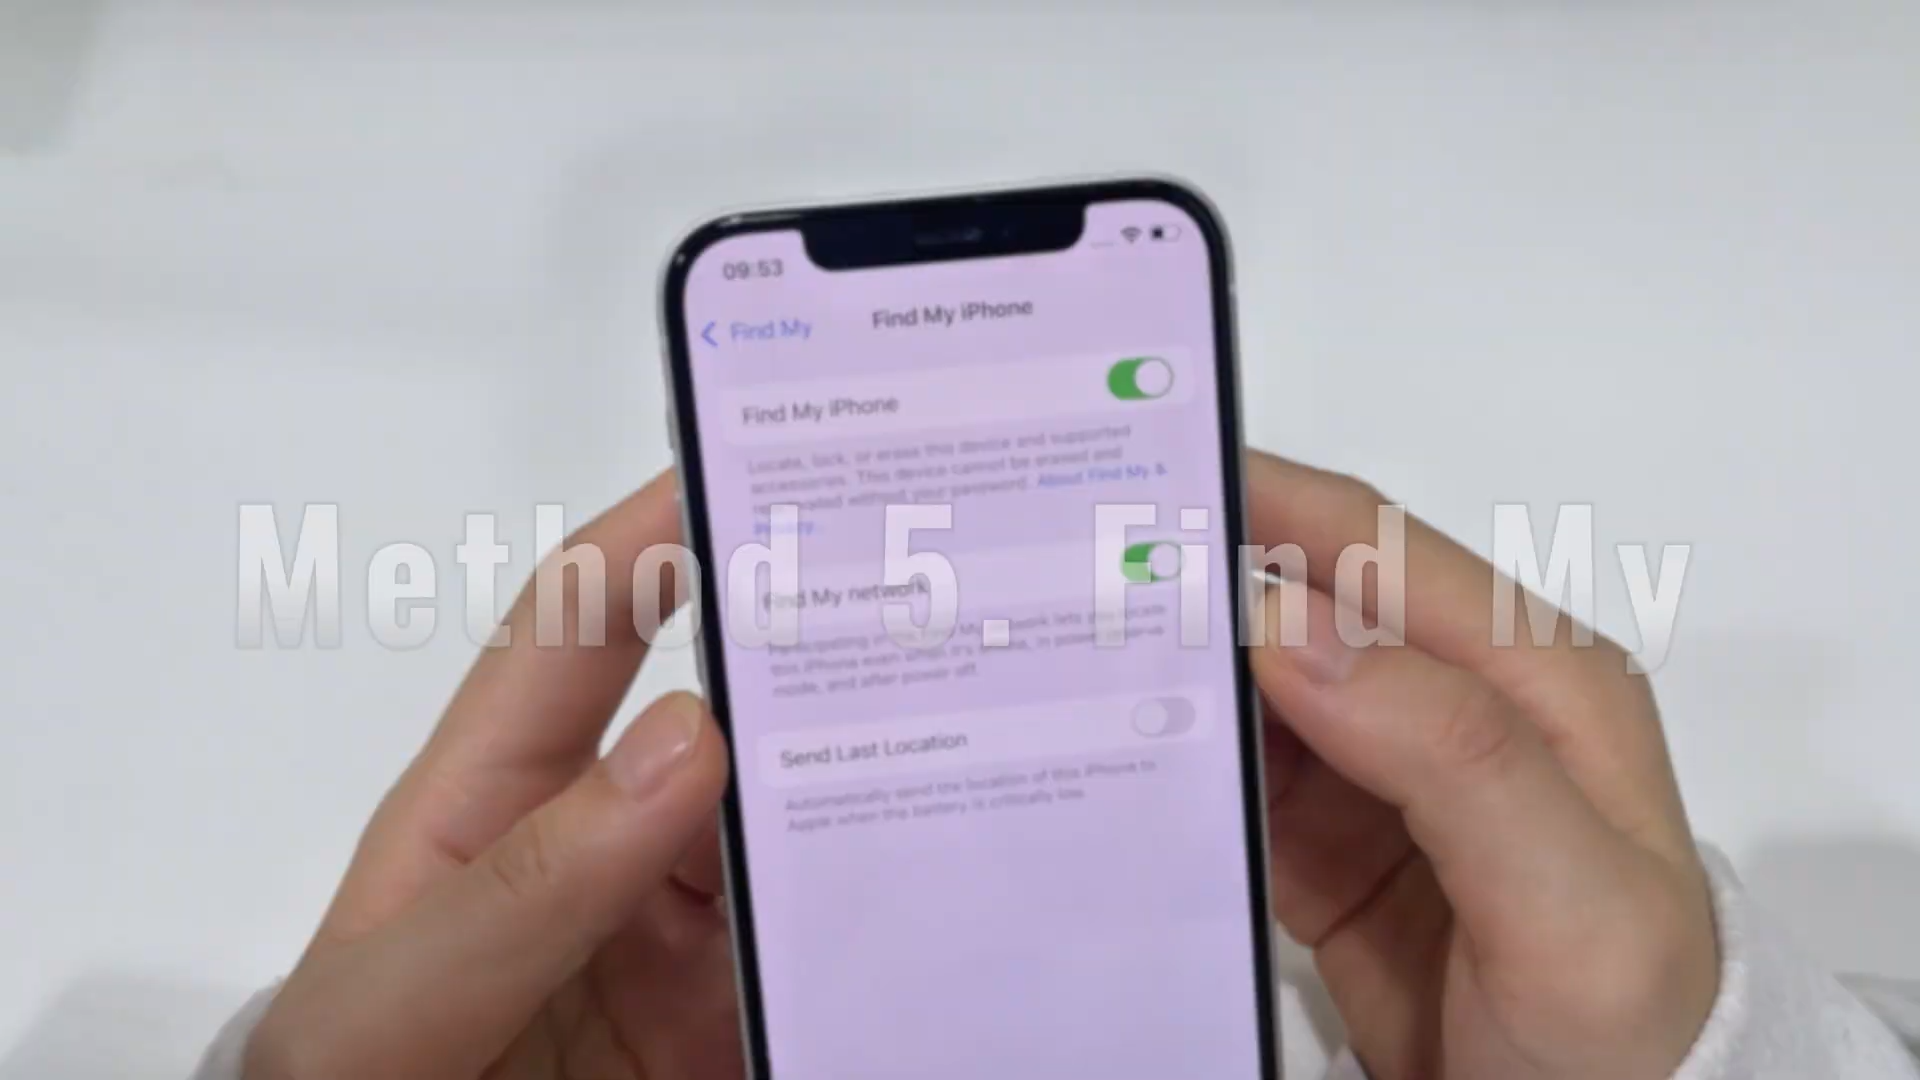 09:53
Find My
Find My iPhone
Find My iPhone
Locate, lock, or erase this device and supported
accessories. This device cannot be erased and
reactivated without your password. About Find My &
Privacy...
Method 5. Find My
Find My network
Participating in the Find My network lets you locate
this iPhone even when it's offline, in power reserve
mode, and after power off.
Send Last Location
Automatically send the location of this iPhone to
Apple when the battery is critically low.